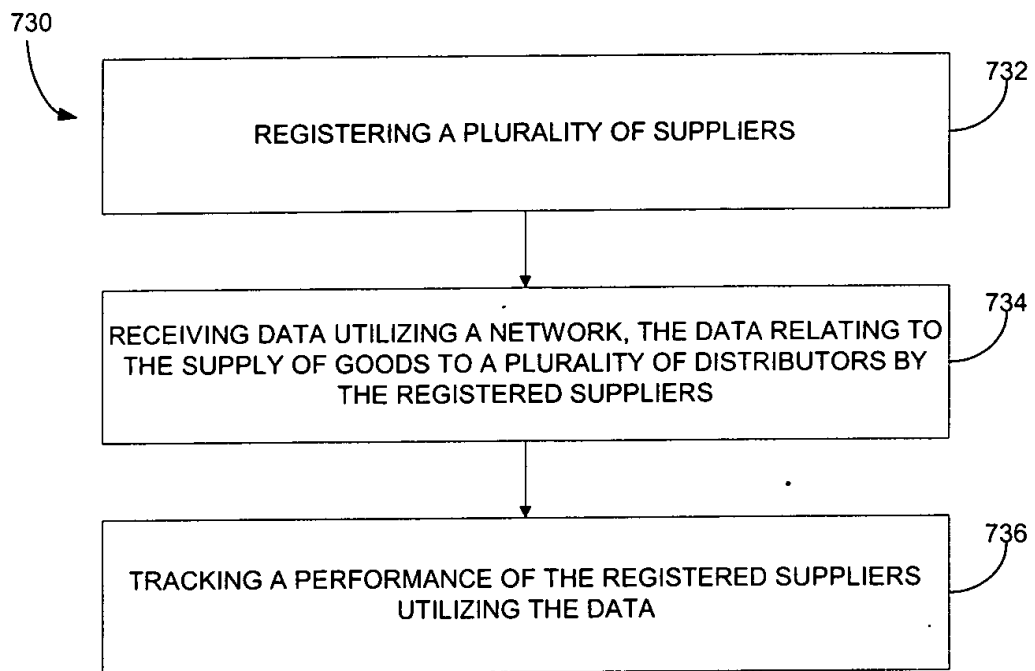 730
732
REGISTERING A PLURALITY OF SUPPLIERS
734
RECEIVING DATA UTILIZING A NETWORK, THE DATA RELATING TO
THE SUPPLY OF GOODS TO A PLURALITY OF DISTRIBUTORS BY
THE REGISTERED SUPPLIERS
736
TRACKING A PERFORMANCE OF THE REGISTERED SUPPLIERS
UTILIZING THE DATA